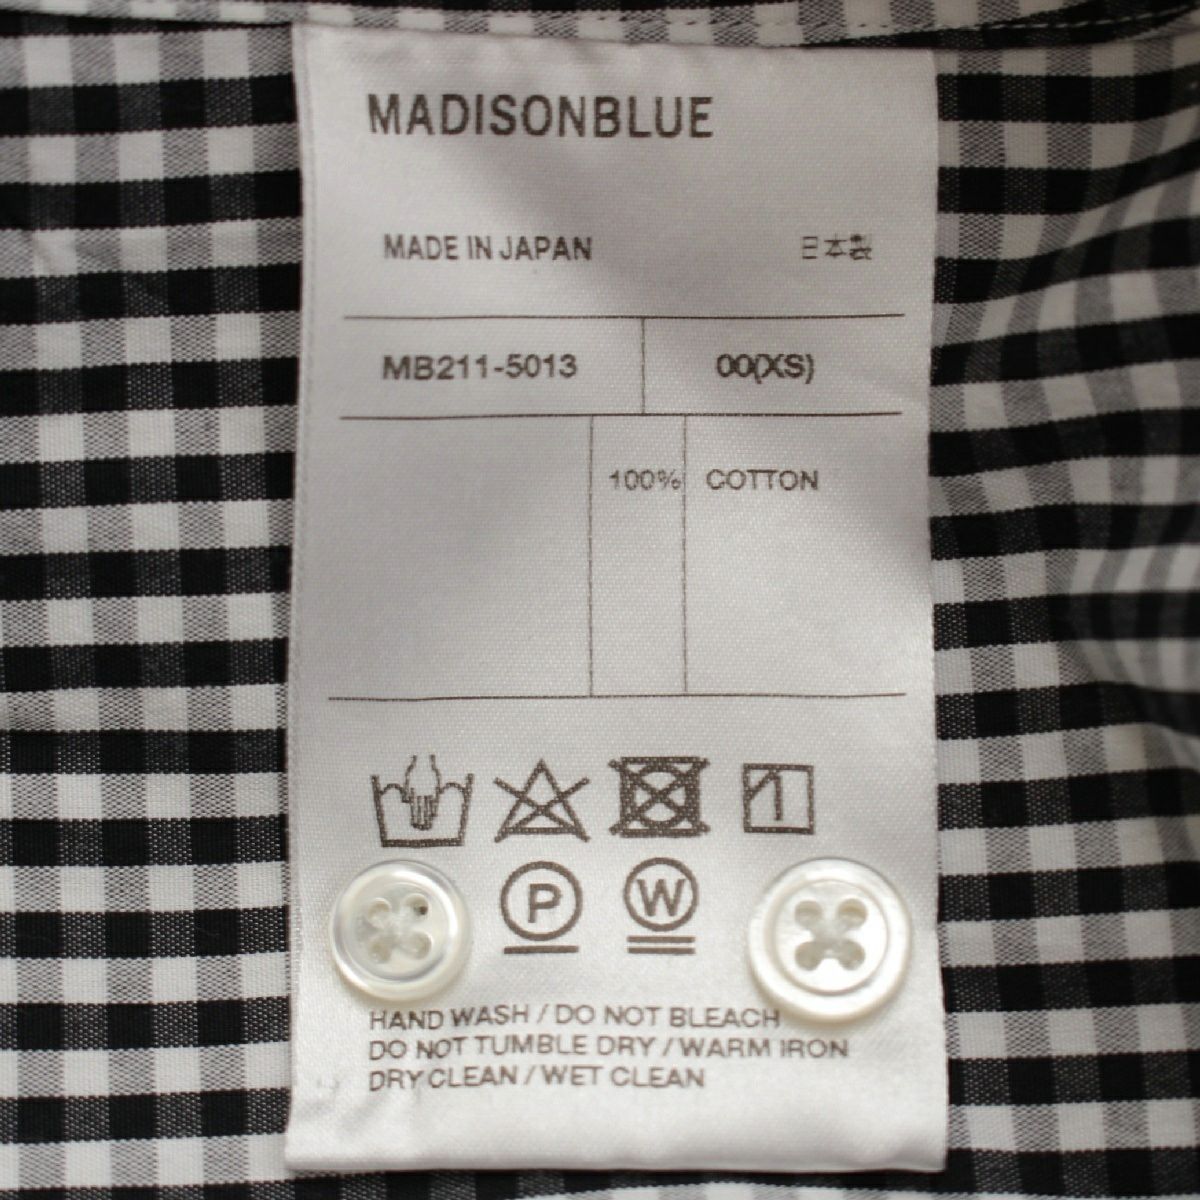 MADISONBLUE
MADE IN JAPAN 日本製
MB211-5013 00(XS)
100% COTTON
P W
HAND WASH / DO NOT BLEACH
DO NOT TUMBLE DRY / WARM IRON
DRY CLEAN / WET CLEAN